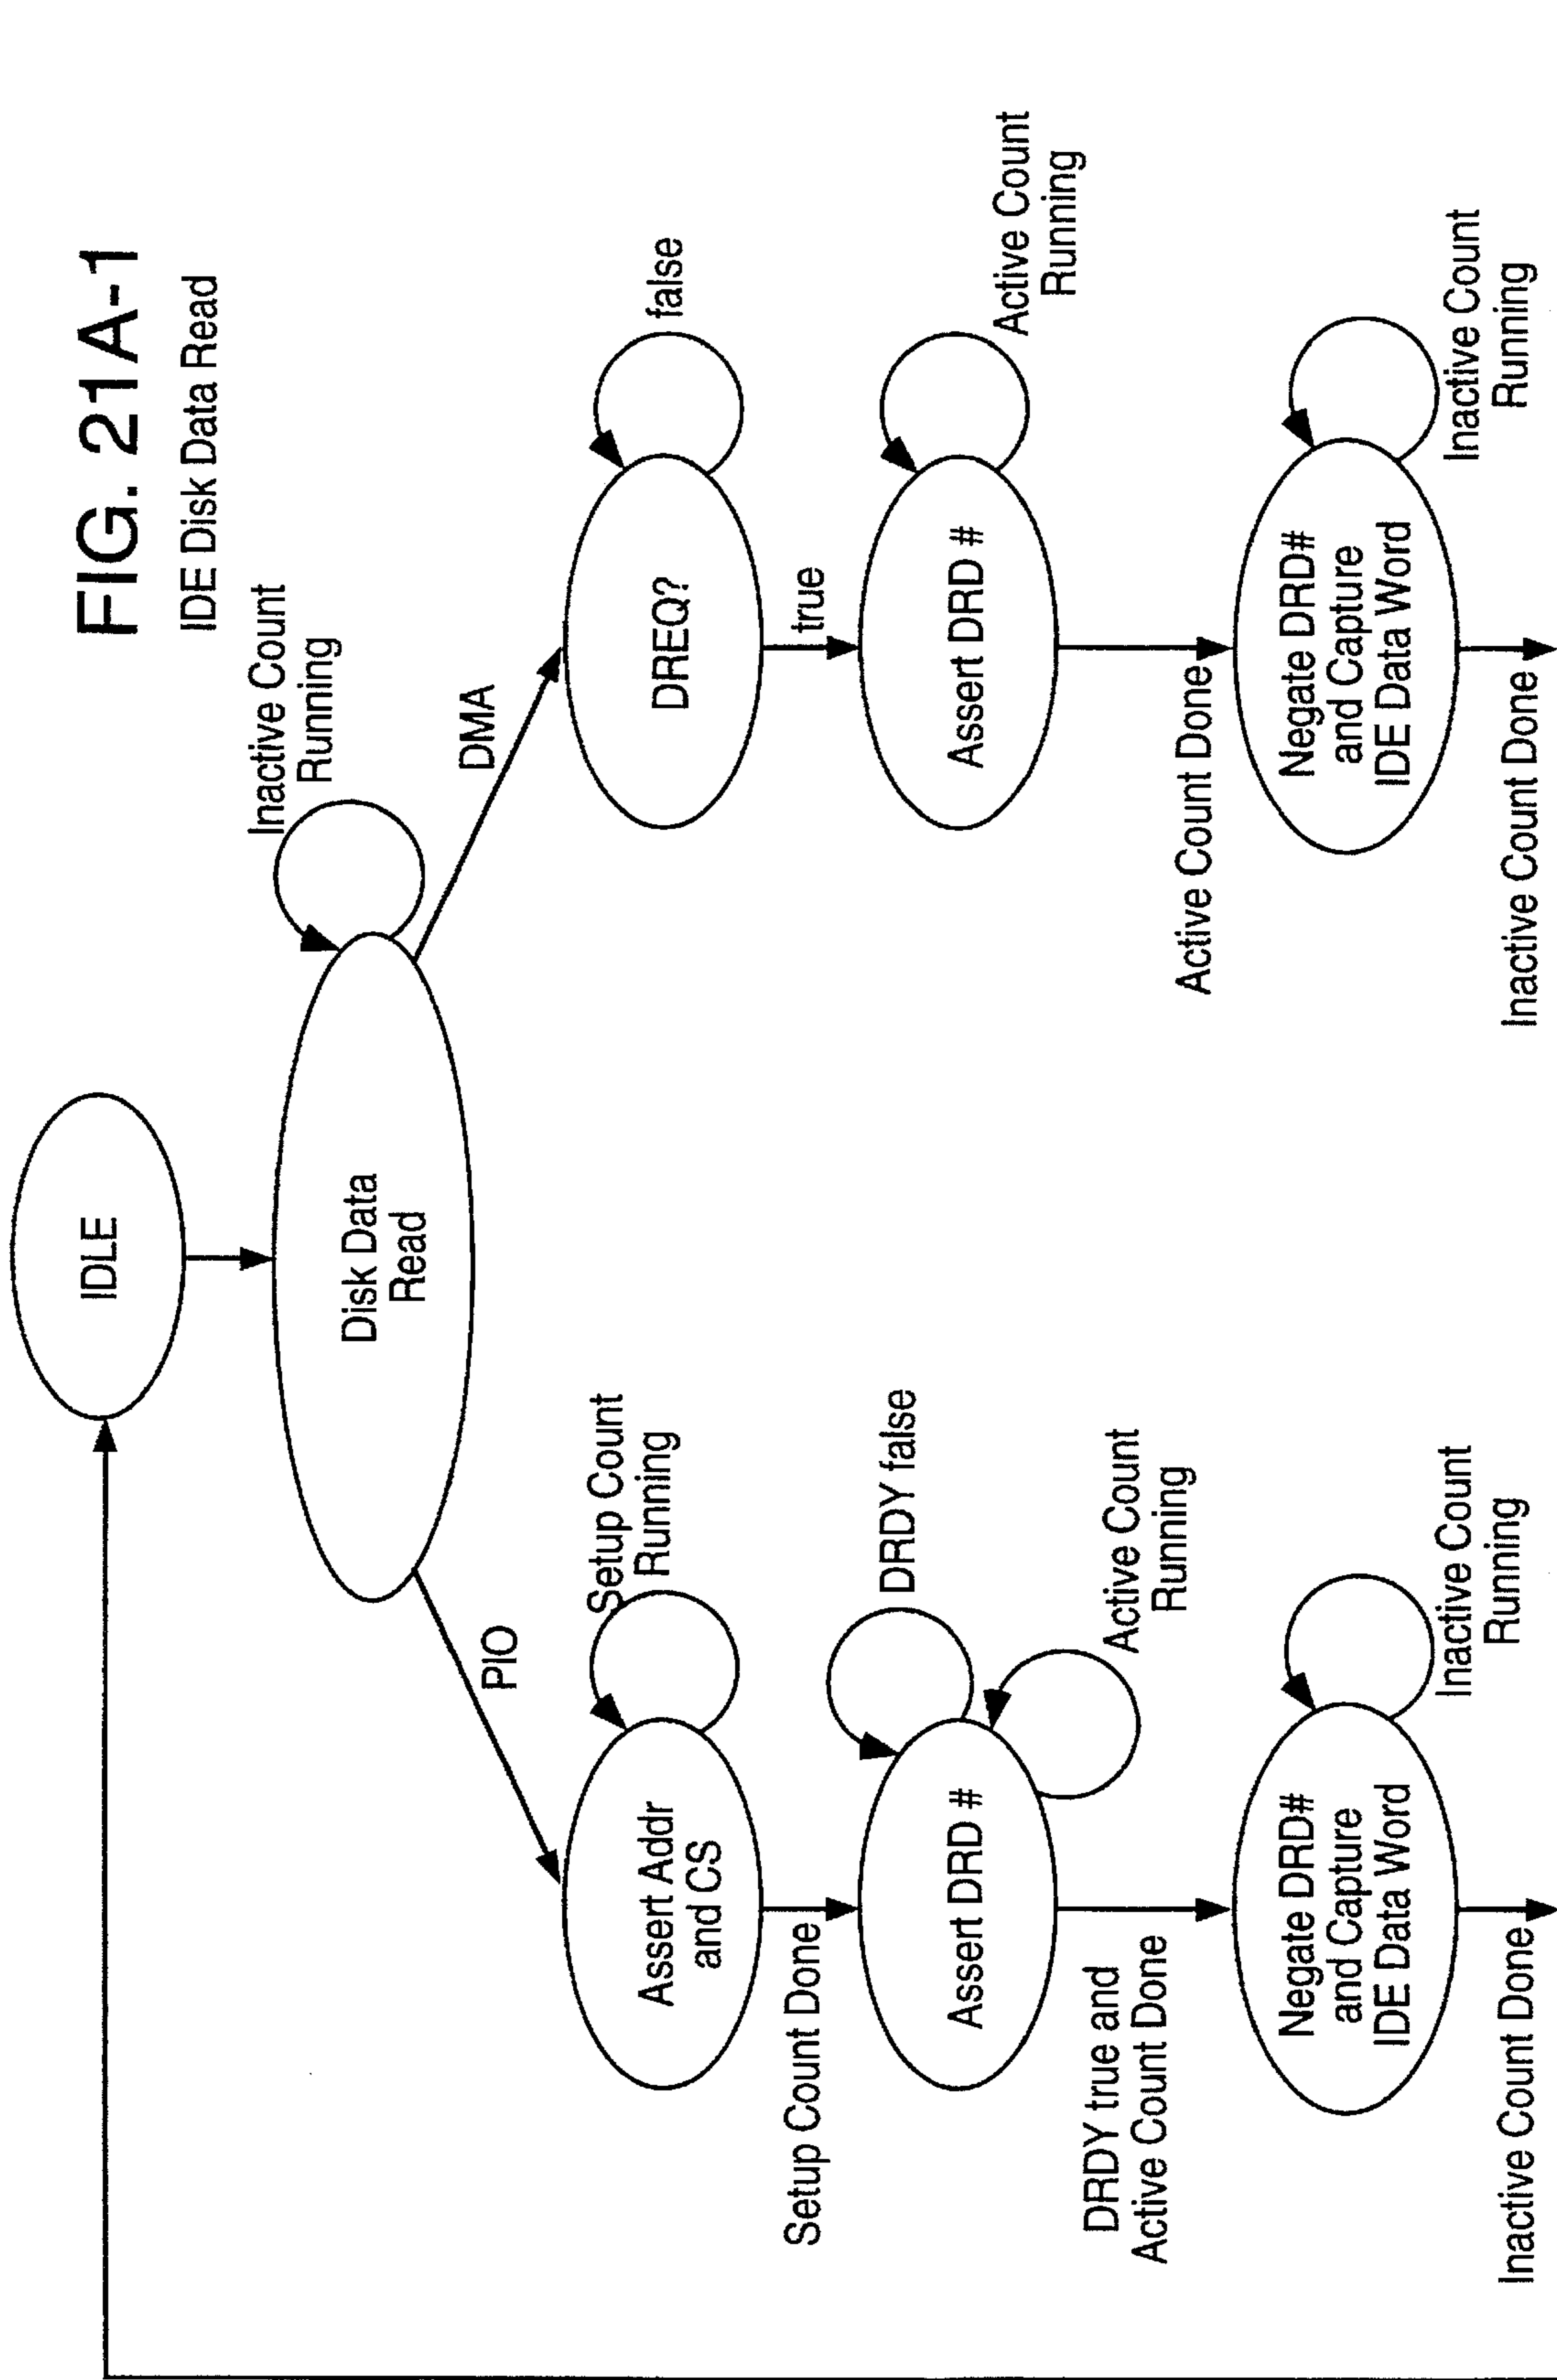 FIG. 21A-1
IDE Disk Data Read
IDLE
Disk Data
Read
Inactive Count
Running
PIO
DMA
Assert Addr
and CS
Setup Count
Running
DREQ?
false
Setup Count Done
true
Assert DRD #
DRDY false
Active Count
Running
Assert DRD #
Active Count
Running
DRDY true and
Active Count Done
Active Count Done
Negate DRD#
and Capture
IDE Data Word
Inactive Count
Running
Negate DRD#
and Capture
IDE Data Word
Inactive Count
Running
Inactive Count Done
Inactive Count Done